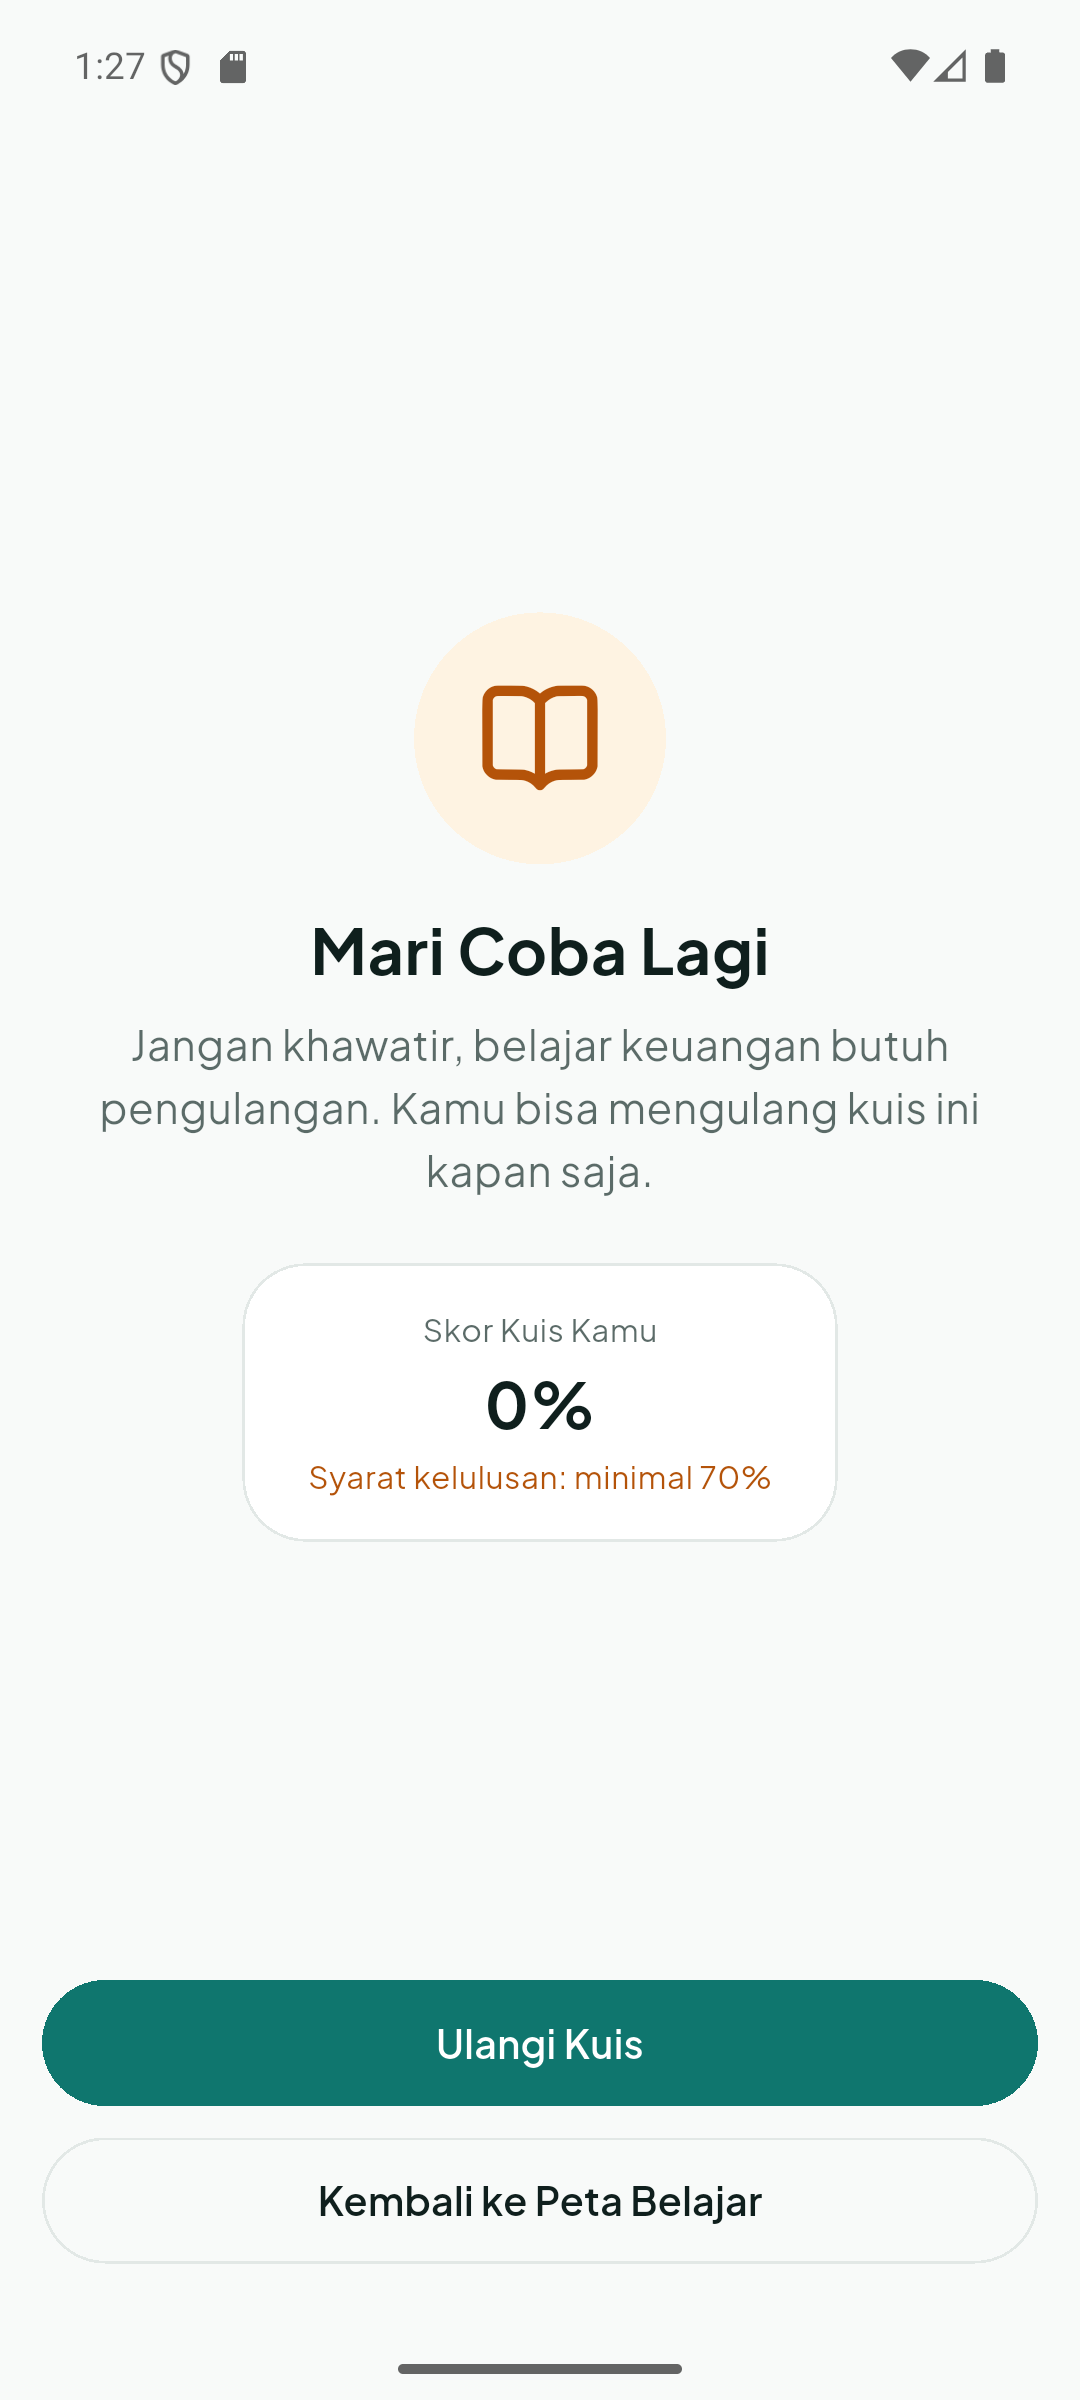 1:27
Mari Coba Lagi
Jangan khawatir, belajar keuangan butuh
pengulangan. Kamu bisa mengulang kuis ini
kapan saja.
Skor Kuis Kamu
0%
Syarat kelulusan: minimal 70%
Ulangi Kuis
Kembali ke Peta Belajar